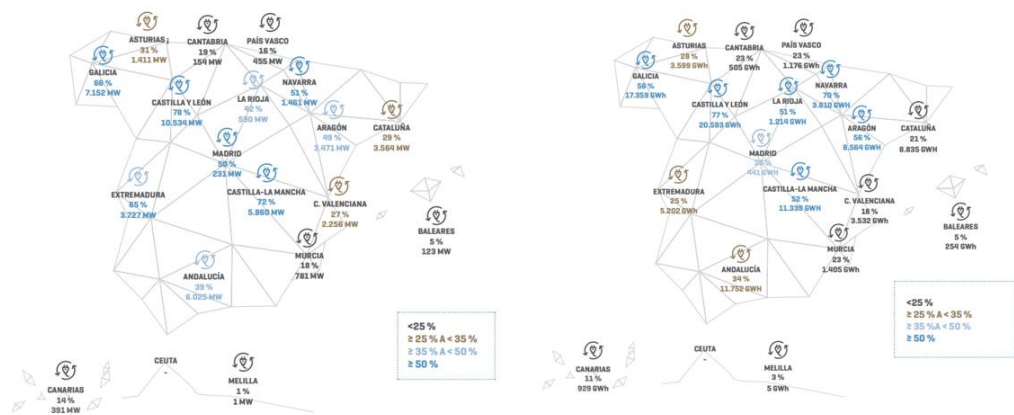 ASTURIAS
31 %
1.411 MW
CANTABRIA
19 %
154 MW
PAÍS VASCO
16 %
455 MW
GALICIA
66 %
7.152 MW
CASTILLA Y LEÓN
78 %
10.534 MW
LA RIOJA
42 %
590 MW
NAVARRA
51 %
1.461 MW
ARAGÓN
49 %
3.471 MW
CATALUÑA
29 %
3.564 MW
MADRID
50 %
231 MW
EXTREMADURA
65 %
3.727 MW
CASTILLA-LA MANCHA
72 %
5.860 MW
C. VALENCIANA
27 %
2.256 MW
BALEARES
5 %
123 MW
MURCIA
18 %
781 MW
ANDALUCÍA
39 %
6.025 MW
<25 %
≥ 25 % A < 35 %
≥ 35 % A < 50 %
≥ 50 %
CEUTA
-
MELILLA
1 %
1 MW
CANARIAS
14 %
391 MW
ASTURIAS
28 %
3.599 GWh
CANTABRIA
23 %
505 GWh
PAÍS VASCO
23 %
1.176 GWh
GALICIA
58 %
17.359 GWh
CASTILLA Y LEÓN
77 %
20.593 GWh
LA RIOJA
51 %
1.214 GWH
NAVARRA
70 %
3.810 GWH
ARAGÓN
56 %
8.564 GWH
CATALUÑA
21 %
8.835 GWH
MADRID
441 GWH
EXTREMADURA
25 %
5.202 GWh
CASTILLA-LA MANCHA
52 %
11.339 GWH
C. VALENCIANA
18 %
3.532 GWh
BALEARES
5 %
254 GWh
MURCIA
23 %
1.405 GWh
ANDALUCÍA
34 %
11.752 GWH
<25 %
≥ 25 % A < 35 %
≥ 35 %A < 50 %
≥ 50 %
CEUTA
-
MELILLA
3 %
5 GWh
CANARIAS
11 %
929 GWh